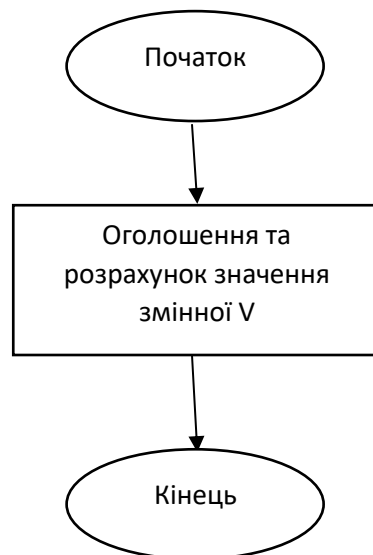 Початок
Оголошення та
розрахунок значення
змінної V
Кінець